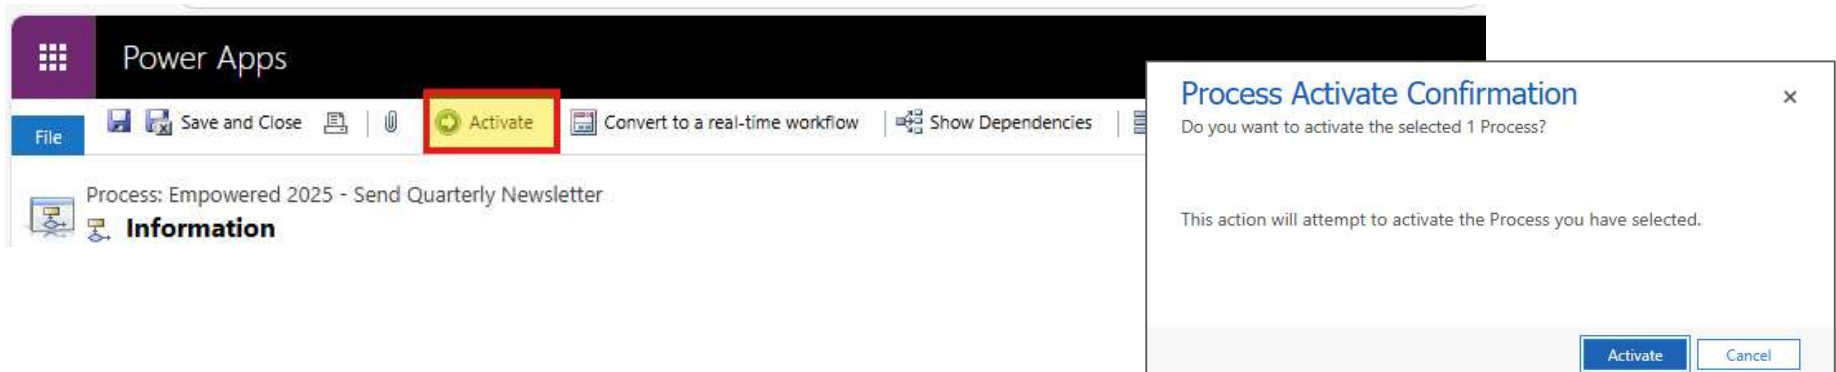 Power Apps
File
Save and Close
Activate
Convert to a real-time workflow
Show Dependencies
Process: Empowered 2025 - Send Quarterly Newsletter
Information
Process Activate Confirmation
Do you want to activate the selected 1 Process?
This action will attempt to activate the Process you have selected.
Activate
Cancel